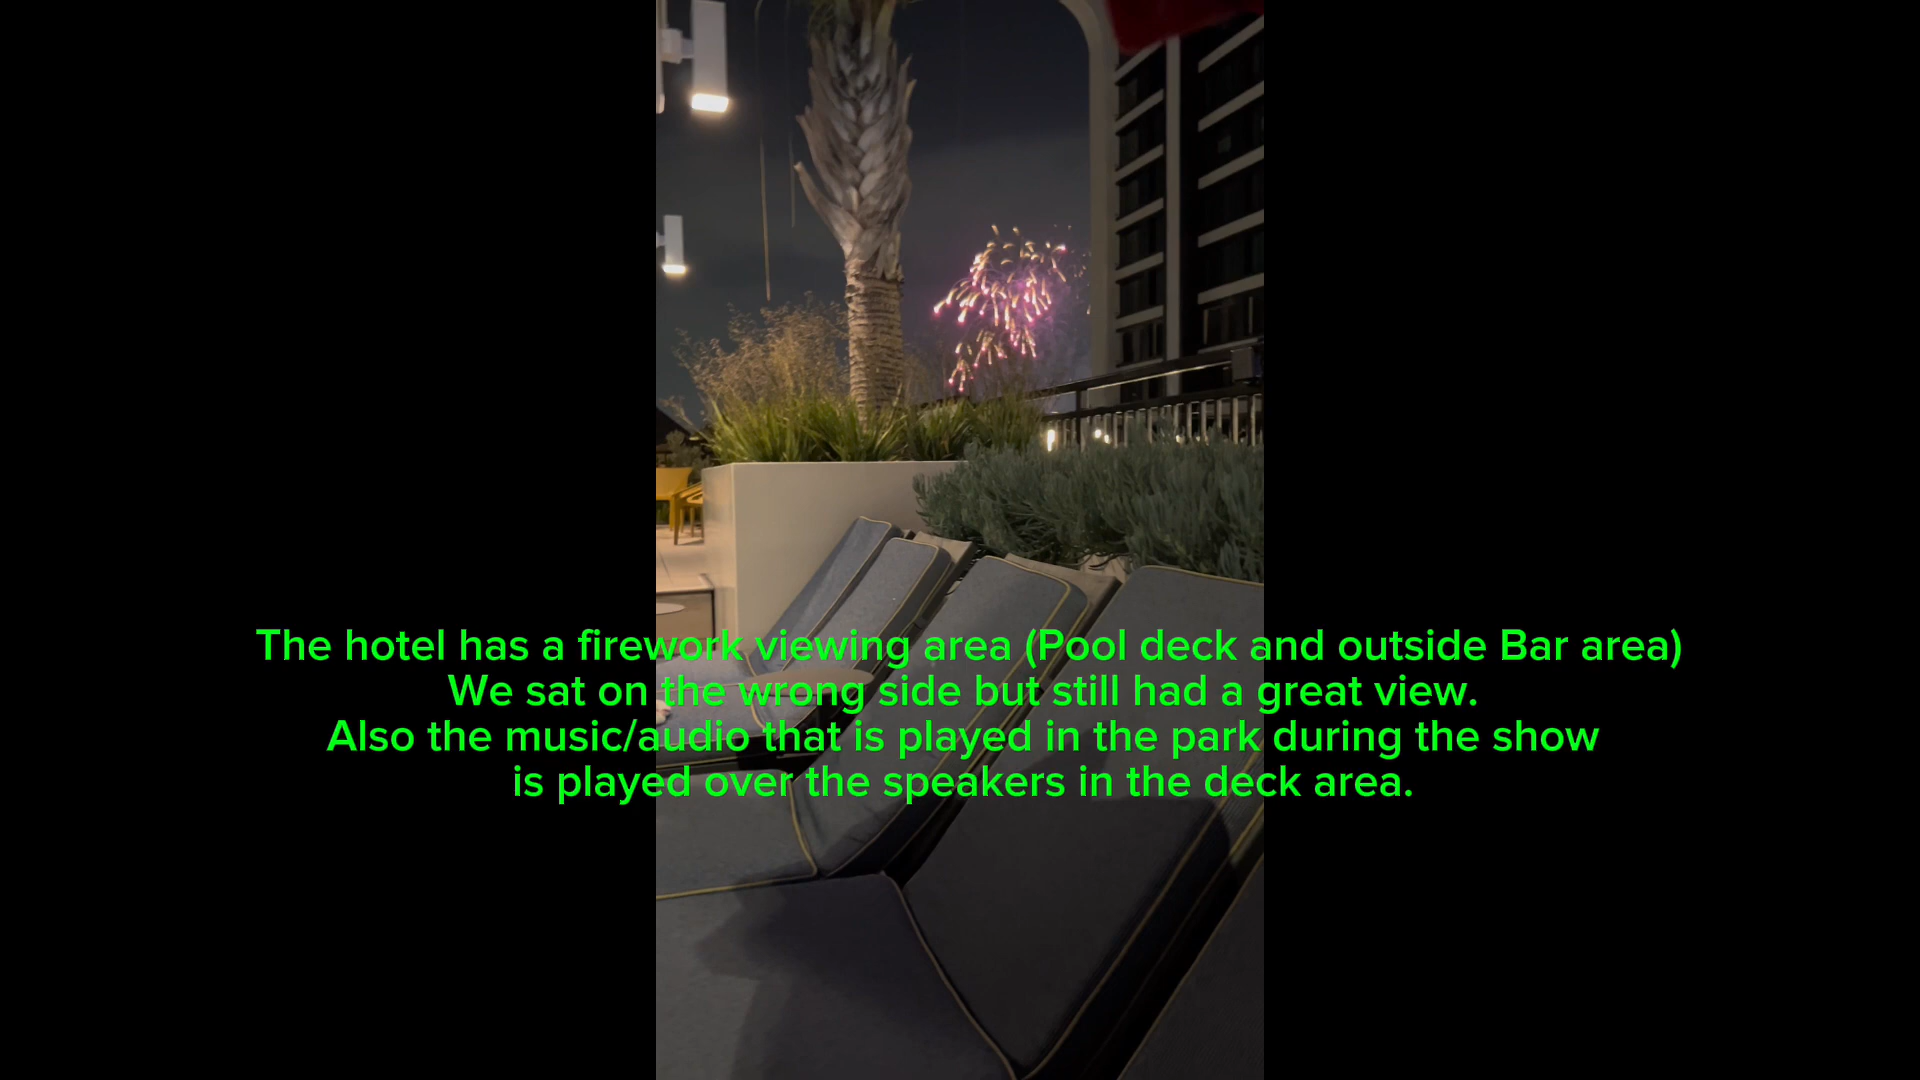 The hotel has a firework viewing area (Pool deck and outside Bar area)
We sat on the wrong side but still had a great view.
Also the music/audio that is played in the park during the show
is played over the speakers in the deck area.